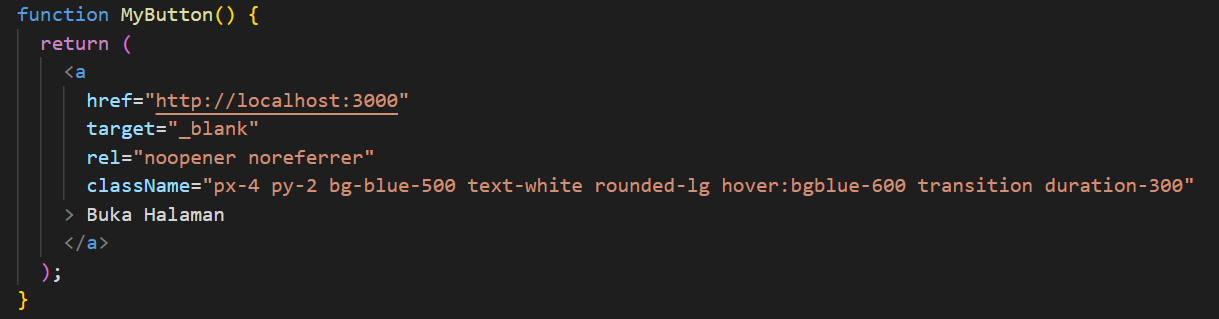 function MyButton() {
return (
<a
href="http://localhost:3000"
target="_blank"
rel="noopener noreferrer"
className="px-4 py-2 bg-blue-500 text-white rounded-lg hover:bgblue-600 transition duration-300"
> Buka Halaman
</a>
);
}